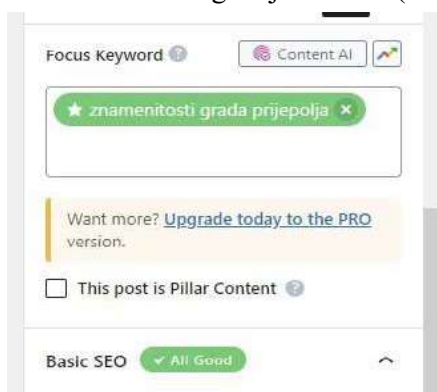 Focus Keyword
Content AI
znamenitosti grada prijepolja
Want more? Upgrade today to the PRO
version.
This post is Pillar Content
Basic SEO All Good